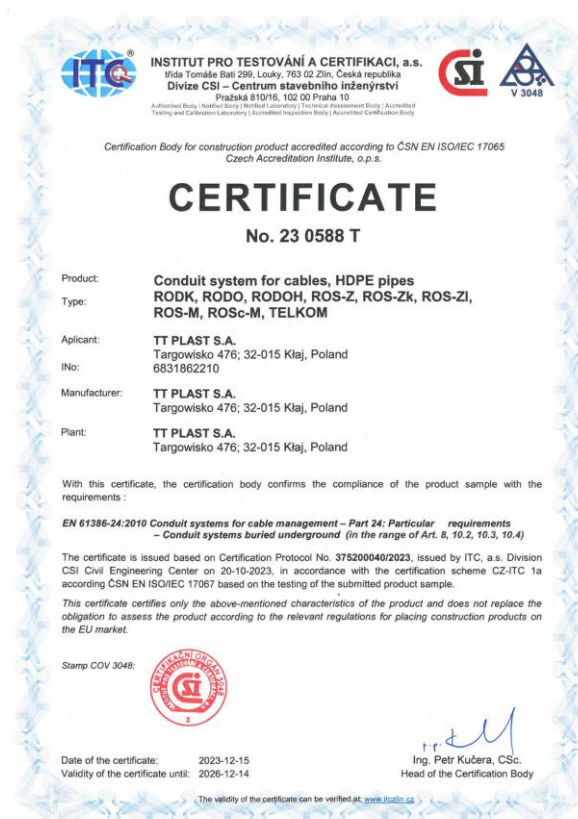 ITC
®
INSTITUT PRO TESTOVÁNÍ A CERTIFIKACI, a.s.
třída Tomáše Bati 299, Louky, 763 02 Zlín, Česká republika
Divize CSI – Centrum stavebního inženýrství
Pražská 810/16, 102 00 Praha 10
Authorized Body | Notified Body | Notified Laboratory | Technical Assessment Body | Accredited
Testing and Calibration Laboratory | Accredited Inspection Body | Accredited Certification Body
CSI
V 3048
Certification Body for construction product accredited according to ČSN EN ISO/IEC 17065
Czech Accreditation Institute, o.p.s.
CERTIFICATE
No. 23 0588 T
Product: Conduit system for cables, HDPE pipes
Type: RODK, RODO, RODOH, ROS-Z, ROS-Zk, ROS-Zl,
ROS-M, ROSc-M, TELKOM
Aplicant: TT PLAST S.A.
Targowisko 476; 32-015 Kłaj, Poland
INo: 6831862210
Manufacturer: TT PLAST S.A.
Targowisko 476; 32-015 Kłaj, Poland
Plant: TT PLAST S.A.
Targowisko 476; 32-015 Kłaj, Poland
With this certificate, the certification body confirms the compliance of the product sample with the
requirements :
EN 61386-24:2010 Conduit systems for cable management – Part 24: Particular requirements
– Conduit systems buried underground (in the range of Art. 8, 10.2, 10.3, 10.4)
The certificate is issued based on Certification Protocol No. 375200040/2023, issued by ITC, a.s. Division
CSI Civil Engineering Center on 20-10-2023, in accordance with the certification scheme CZ-ITC 1a
according ČSN EN ISO/IEC 17067 based on the testing of the submitted product sample.
This certificate certifies only the above-mentioned characteristics of the product and does not replace the
obligation to assess the product according to the relevant regulations for placing construction products on
the EU market.
Stamp COV 3048:
CERTIFIKAČNÍ ORGÁN 3048
CSI
3
p.p.
Date of the certificate: 2023-12-15
Validity of the certificate until: 2026-12-14
Ing. Petr Kučera, CSc.
Head of the Certification Body
The validity of the certificate can be verified at: www.itczlin.cz